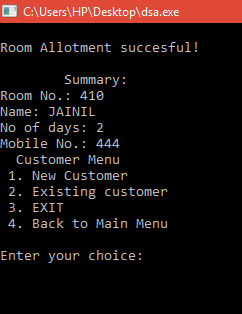 C:\Users\HP\Desktop\dsa.exe
Room Allotment succesful!
Summary:
Room No.: 410
Name: JAINIL
No of days: 2
Mobile No.: 444
Customer Menu
1. New Customer
2. Existing customer
3. EXIT
4. Back to Main Menu
Enter your choice: